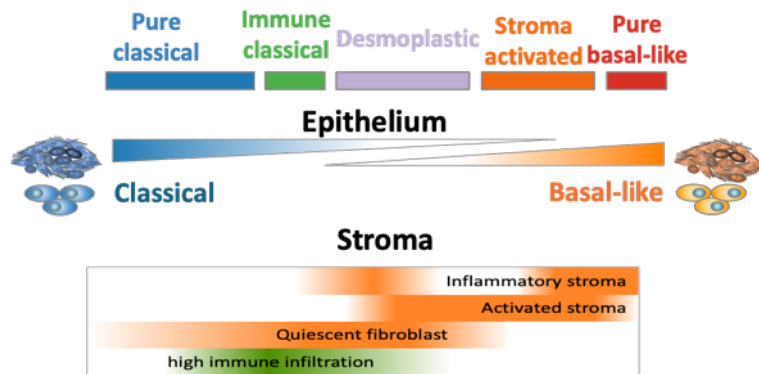 Pure
classical
Immune
classical
Desmoplastic
Stroma
activated
Pure
basal-like
Epithelium
Classical
Basal-like
Stroma
Inflammatory stroma
Activated stroma
Quiescent fibroblast
high immune infiltration